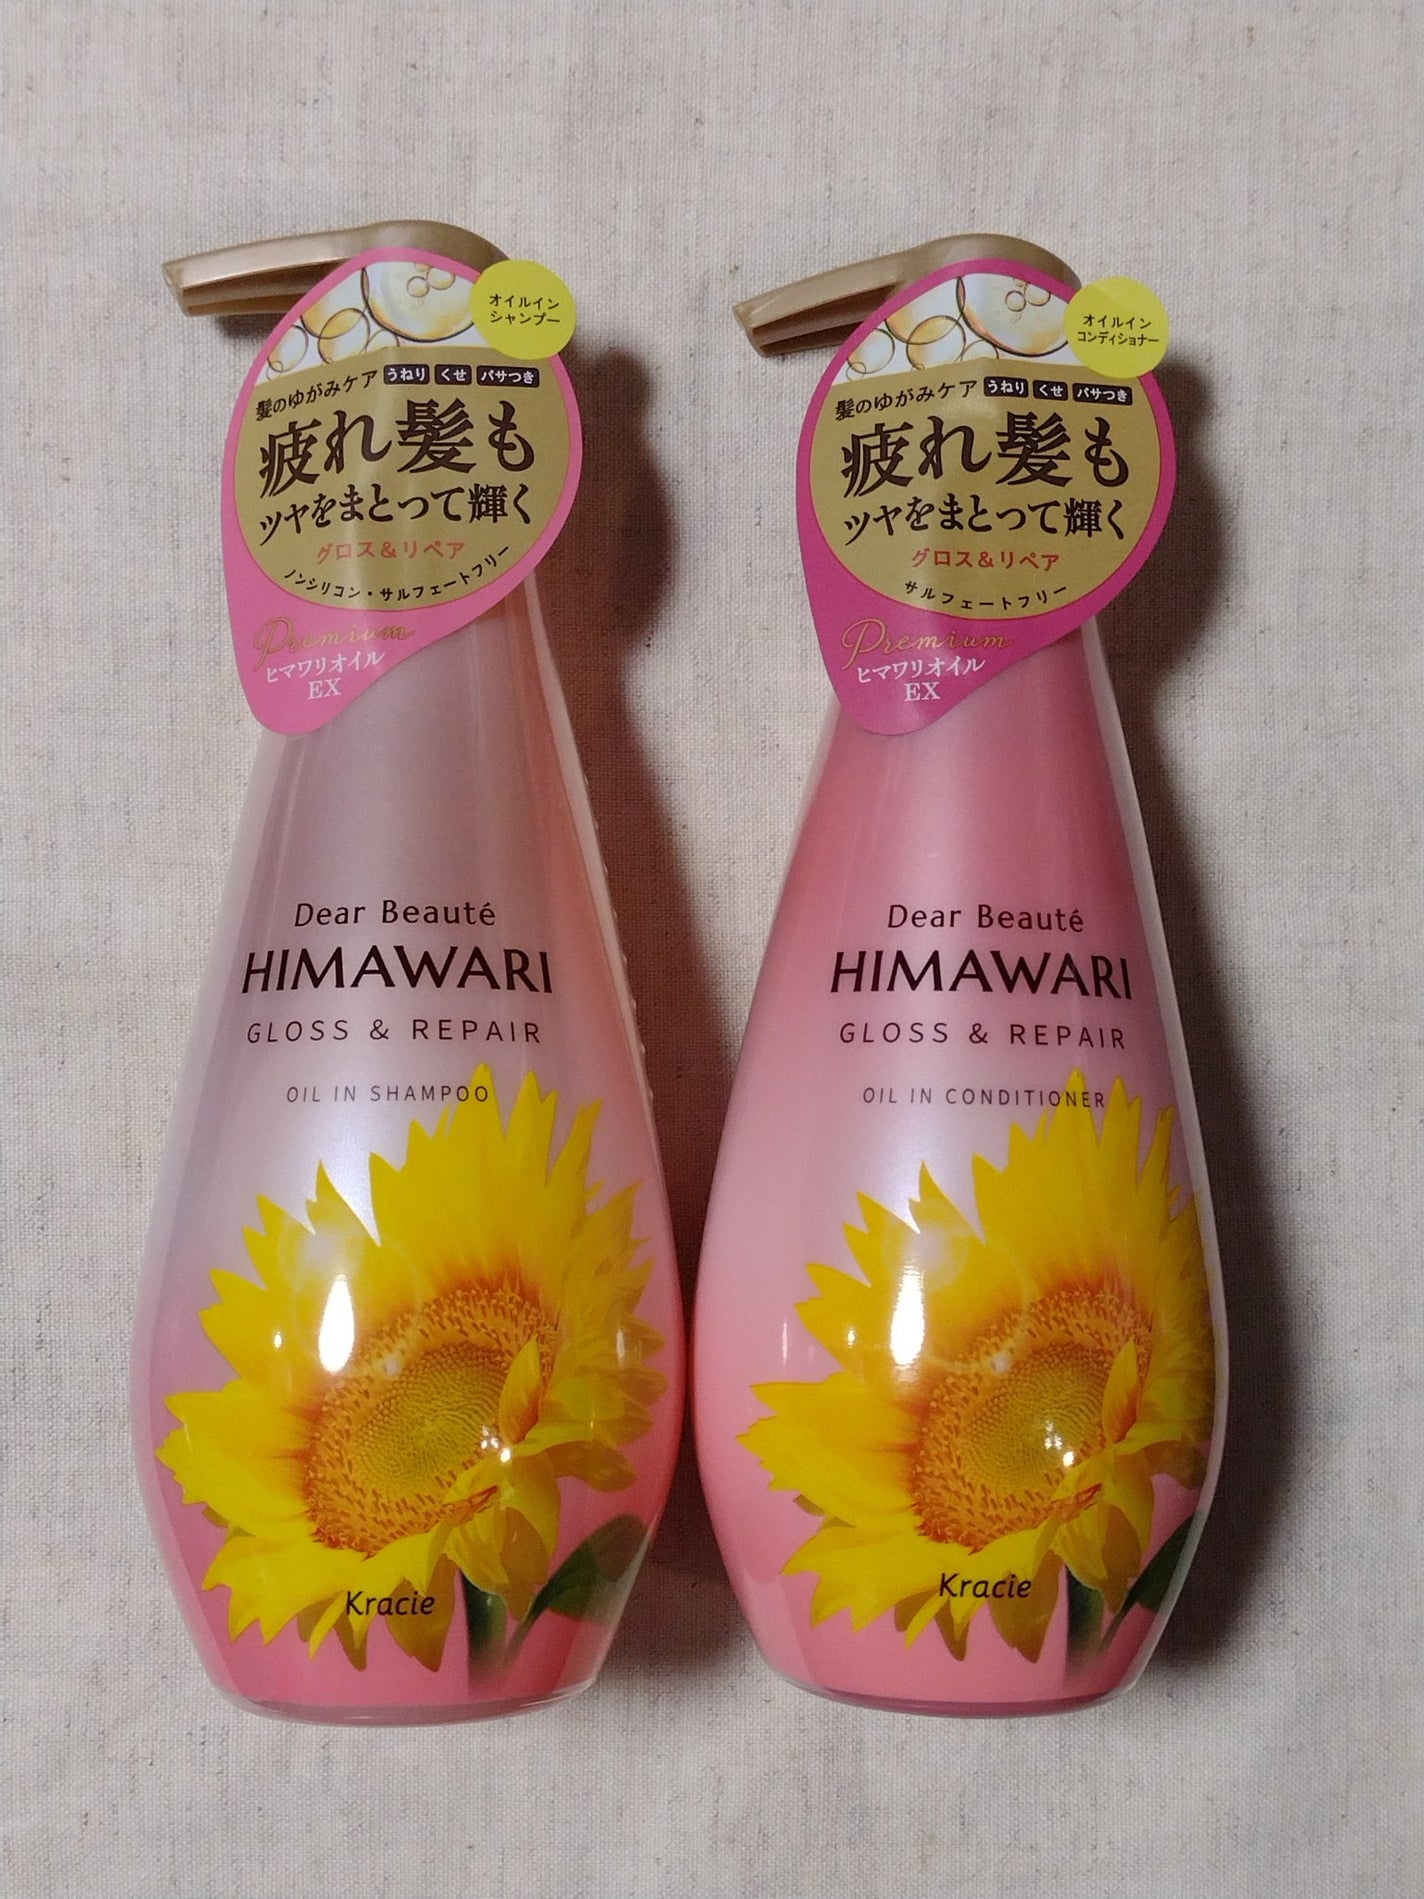 オイルイン
シャンプー
髪のゆがみケア うねり くせ パサつき
疲れ髪も
ツヤをまとって輝く
グロス&リペア
ノンシリコン・サルフェートフリー
Premium
ヒマワリオイル
EX
Dear Beauté
HIMAWARI
GLOSS & REPAIR
OIL IN SHAMPOO
Kracie
オイルイン
コンディショナー
髪のゆがみケア うねり くせ パサつき
疲れ髪も
ツヤをまとって輝く
グロス&リペア
サルフェートフリー
Premium
ヒマワリオイル
EX
Dear Beauté
HIMAWARI
GLOSS & REPAIR
OIL IN CONDITIONER
Kracie